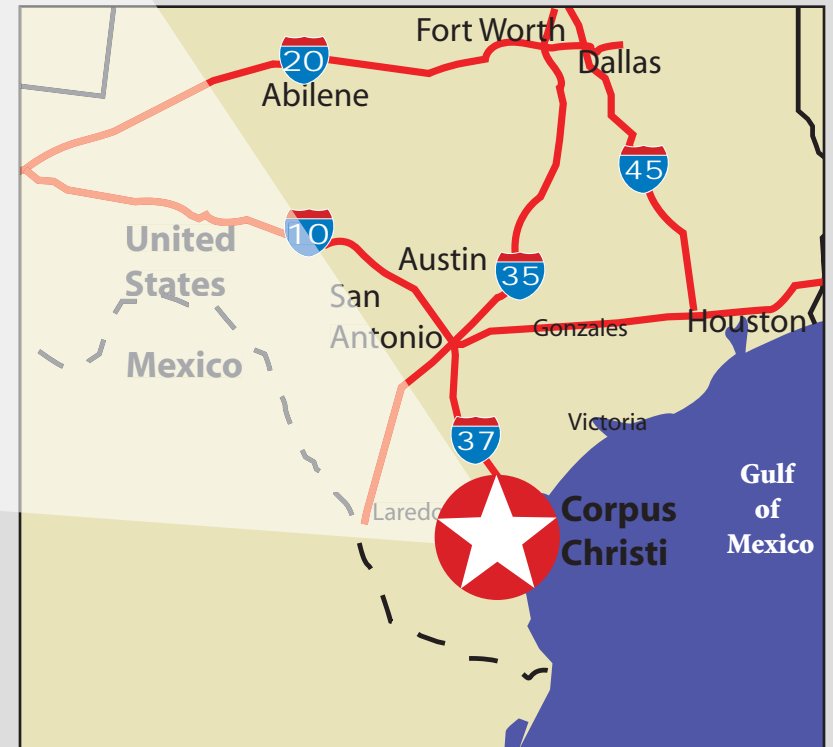 Fort Worth
20
Dallas
Abilene
45
10
United
States
Austin
35
San
Antonio
Gonzales
Houston
Mexico
37
Victoria
Gulf
of
Mexico
Laredo
Corpus
Christi